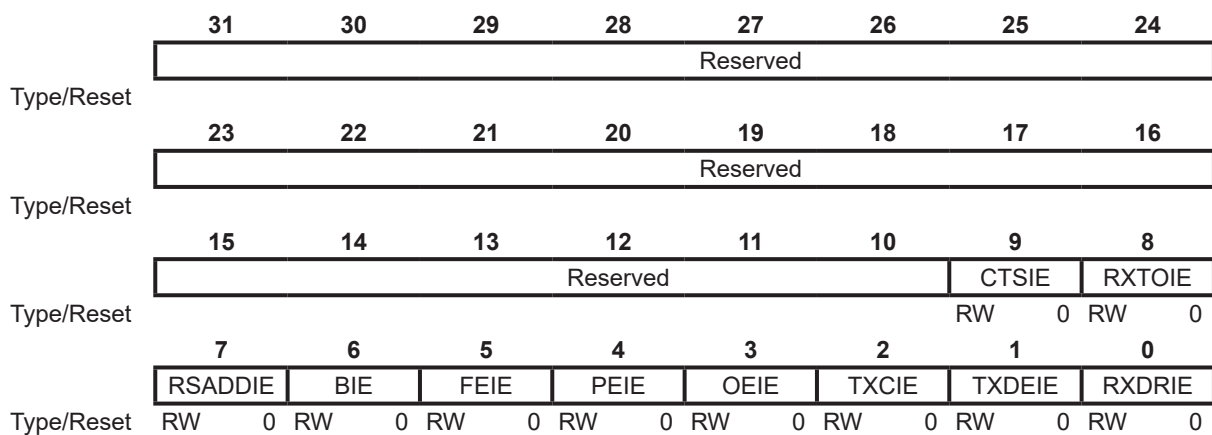 31 30 29 28 27 26 25 24
Reserved
Type/Reset
23 22 21 20 19 18 17 16
Reserved
Type/Reset
15 14 13 12 11 10 9 8
Reserved CTSIE RXTOIE
Type/Reset RW 0 RW 0
7 6 5 4 3 2 1 0
RSADDIE BIE FEIE PEIE OEIE TXCIE TXDEIE RXDRIE
Type/Reset RW 0 RW 0 RW 0 RW 0 RW 0 RW 0 RW 0 RW 0